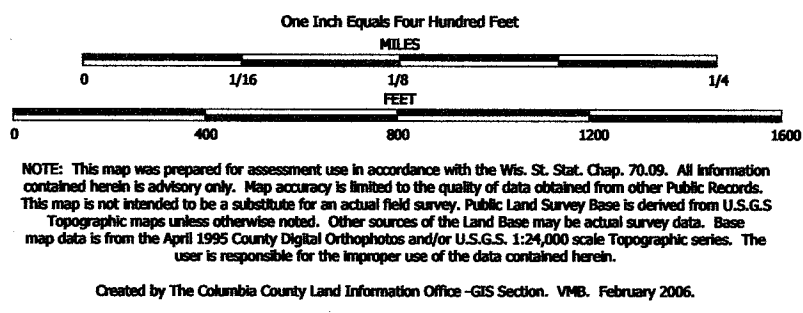 One Inch Equals Four Hundred Feet
MILES
0 1/16 1/8 1/4
FEET
0 400 800 1200 1600
NOTE: This map was prepared for assessment use in accordance with the Wis. St. Stat. Chap. 70.09. All information
contained herein is advisory only. Map accuracy is limited to the quality of data obtained from other Public Records.
This map is not intended to be a substitute for an actual field survey. Public Land Survey Base is derived from U.S.G.S
Topographic maps unless otherwise noted. Other sources of the Land Base may be actual survey data. Base
map data is from the April 1995 County Digital Orthophotos and/or U.S.G.S. 1:24,000 scale Topographic series. The
user is responsible for the improper use of the data contained herein.
Created by The Columbia County Land Information Office -GIS Section. VMB. February 2006.